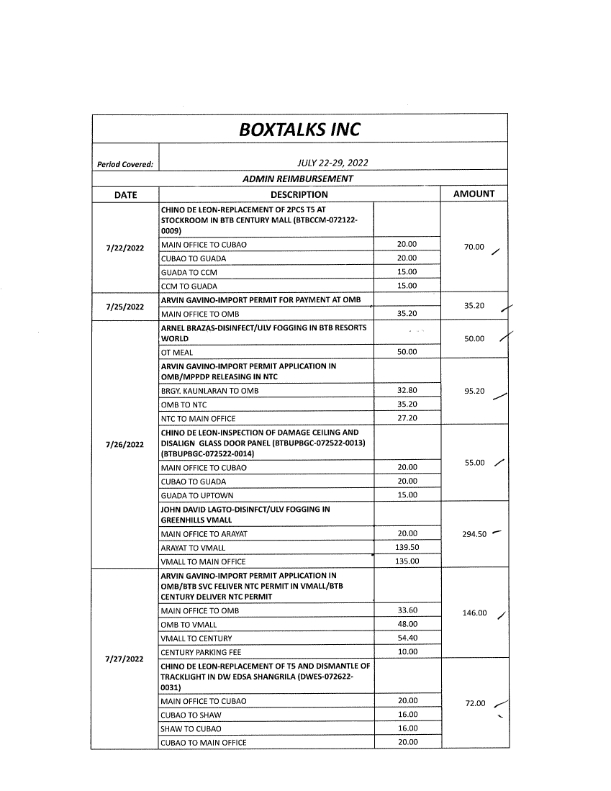 BOXTALKS INC
Period Covered: JULY 22-29, 2022
ADMIN REIMBURSEMENT
DATE DESCRIPTION AMOUNT
CHINO DE LEON-REPLACEMENT OF 2PCS T5 AT
STOCKROOM IN BTB CENTURY MALL (BTBCCM-072122-
0009)
7/22/2022 70.00
MAIN OFFICE TO CUBAO 20.00
CUBAO TO GUADA 20.00
GUADA TO CCM 15.00
CCM TO GUADA 15.00
7/25/2022 35.20
ARVIN GAVINO-IMPORT PERMIT FOR PAYMENT AT OMB
MAIN OFFICE TO OMB 35.20
7/26/2022
ARNEL BRAZAS-DISINFECT/ULV FOGGING IN BTB RESORTS
WORLD
50.00
OT MEAL 50.00
ARVIN GAVINO-IMPORT PERMIT APPLICATION IN
OMB/MPPDP RELEASING IN NTC
95.20
BRGY. KAUNLARAN TO OMB 32.80
OMB TO NTC 35.20
NTC TO MAIN OFFICE 27.20
CHINO DE LEON-INSPECTION OF DAMAGE CEILING AND
DISALIGN GLASS DOOR PANEL (BTBUPBGC-072522-0013)
(BTBUPBGC-072522-0014)
55.00
MAIN OFFICE TO CUBAO 20.00
CUBAO TO GUADA 20.00
GUADA TO UPTOWN 15.00
JOHN DAVID LAGTO-DISINFCT/ULV FOGGING IN
GREENHILLS VMALL
294.50
MAIN OFFICE TO ARAYAT 20.00
ARAYAT TO VMALL 139.50
VMALL TO MAIN OFFICE 135.00
7/27/2022
ARVIN GAVINO-IMPORT PERMIT APPLICATION IN
OMB/BTB SVC FELIVER NTC PERMIT IN VMALL/BTB
CENTURY DELIVER NTC PERMIT
146.00
MAIN OFFICE TO OMB 33.60
OMB TO VMALL 48.00
VMALL TO CENTURY 54.40
CENTURY PARKING FEE 10.00
CHINO DE LEON-REPLACEMENT OF T5 AND DISMANTLE OF
TRACKLIGHT IN DW EDSA SHANGRILA (DWES-072622-
0031)
72.00
MAIN OFFICE TO CUBAO 20.00
CUBAO TO SHAW 16.00
SHAW TO CUBAO 16.00
CUBAO TO MAIN OFFICE 20.00